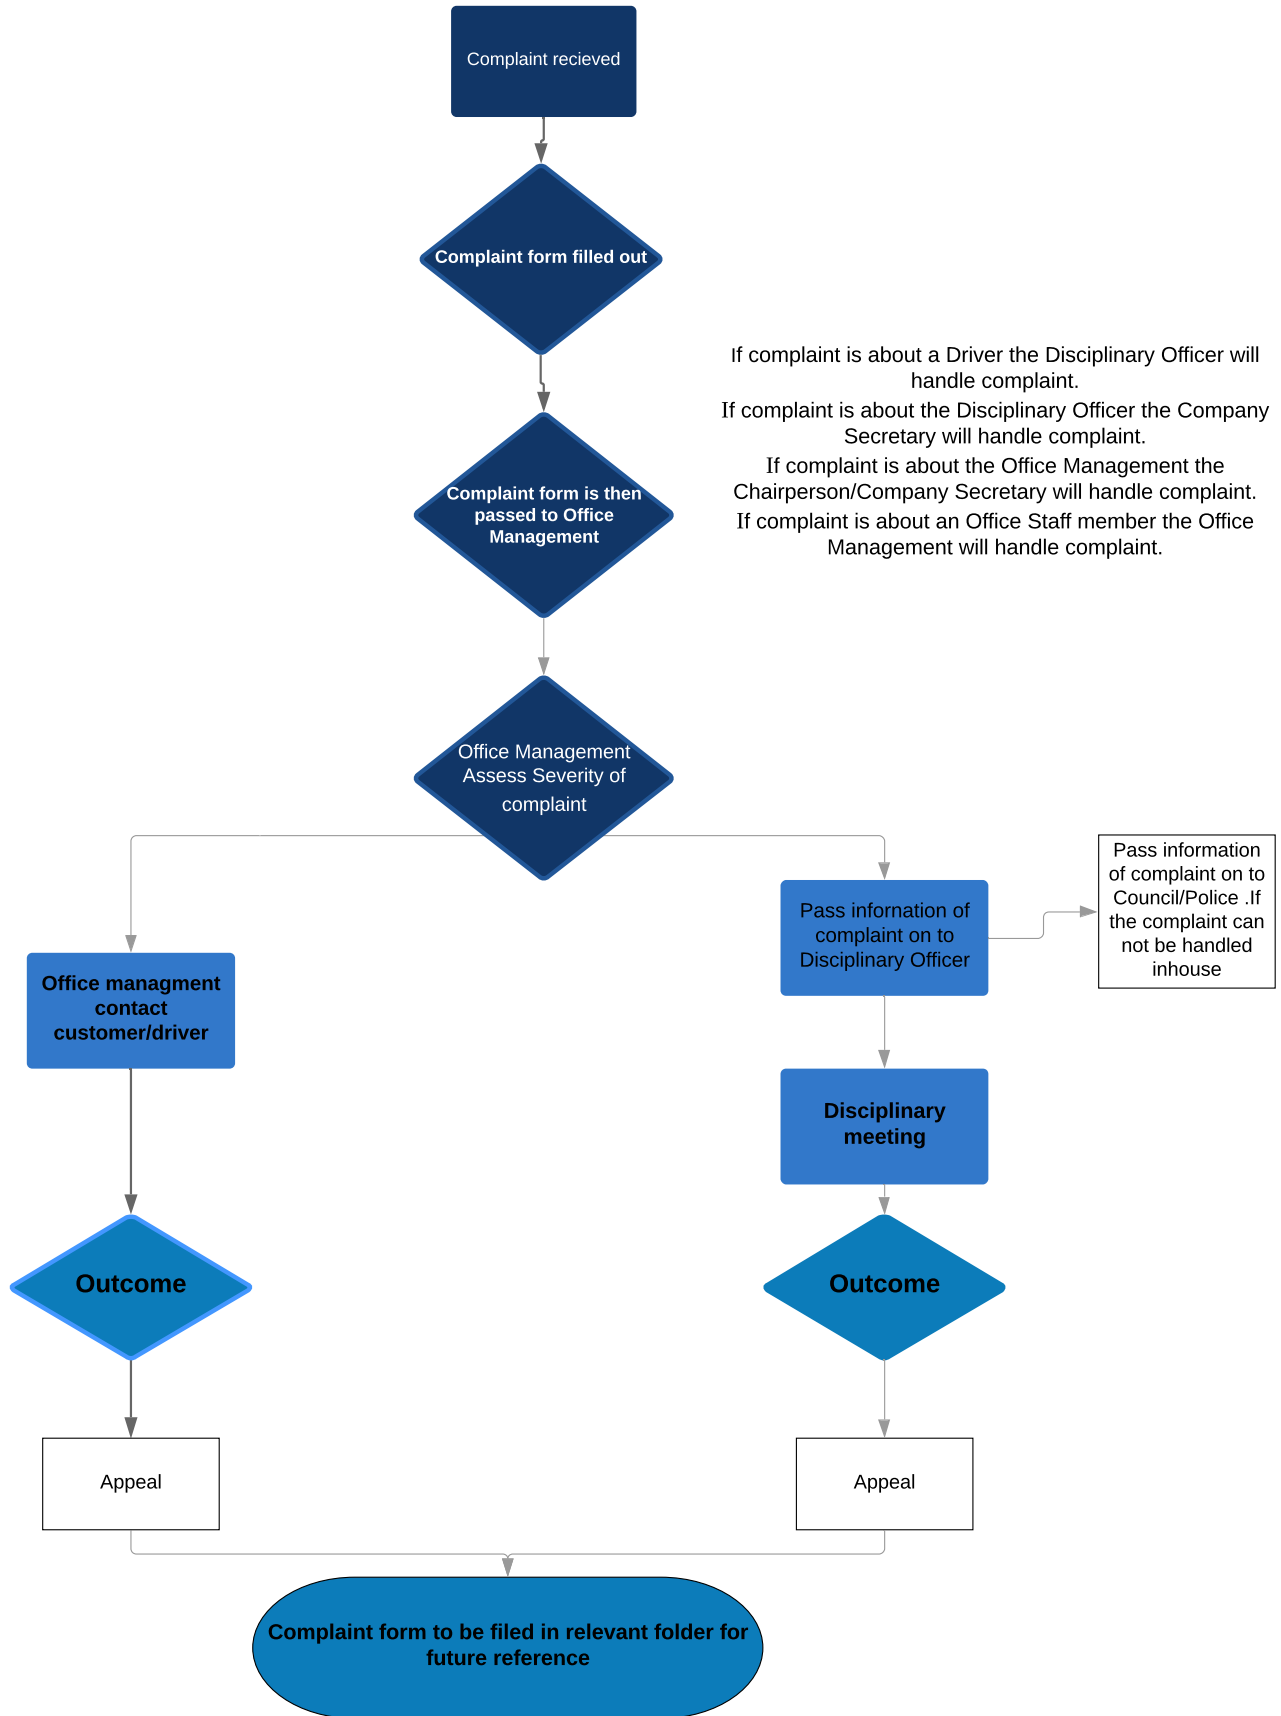 Complaint recieved
Complaint form filled out
If complaint is about a Driver the Disciplinary Officer will
handle complaint.
If complaint is about the Disciplinary Officer the Company
Secretary will handle complaint.
If complaint is about the Office Management the
Chairperson/Company Secretary will handle complaint.
If complaint is about an Office Staff member the Office
Management will handle complaint.
Complaint form is then
passed to Office
Management
Office Management
Assess Severity of
complaint
Pass information
of complaint on to
Council/Police .If
the complaint can
not be handled
inhouse
Pass infornation of
complaint on to
Disciplinary Officer
Office managment
contact
customer/driver
Disciplinary
meeting
Outcome
Outcome
Appeal
Appeal
Complaint form to be filed in relevant folder for
future reference